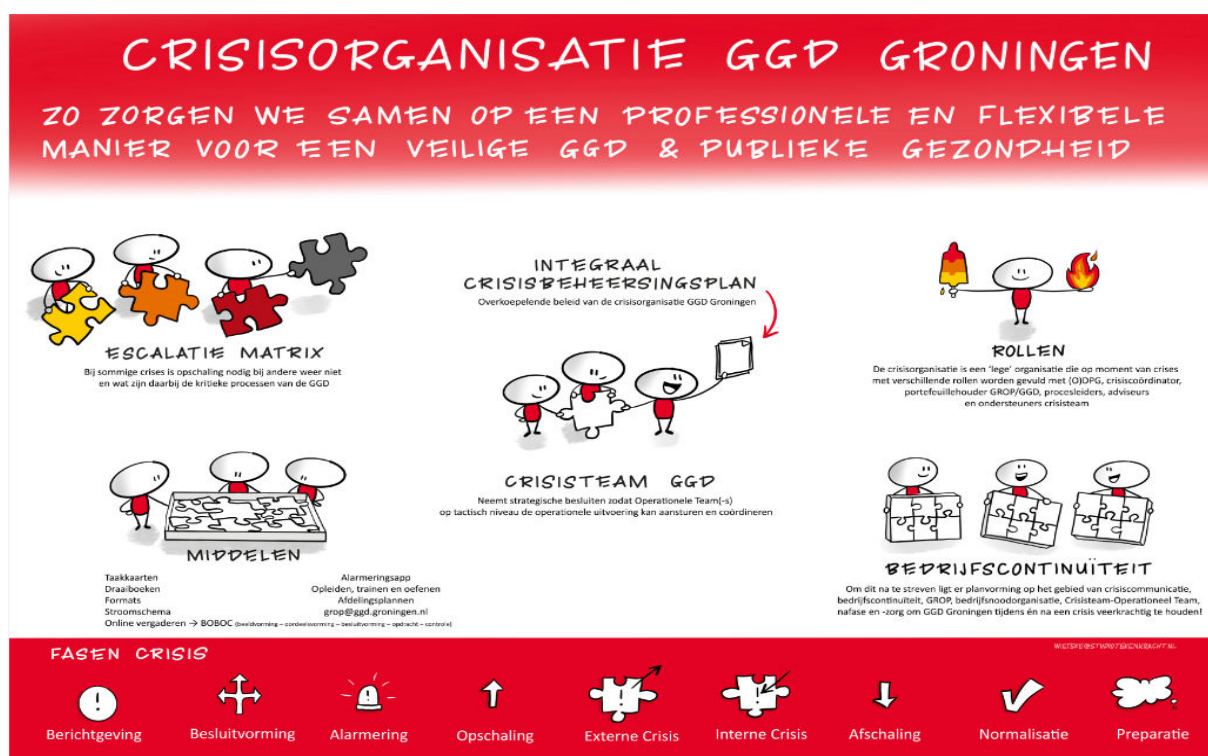 CRISISORGANISATIE GGD GRONINGEN
ZO ZORGEN WE SAMEN OP EEN PROFESSIONELE EN FLEXIBELE
MANIER VOOR EEN VEILIGE GGD & PUBLIEKE GEZONDHEID
ESCALATIE MATRIX
Bij sommige crises is opschaling nodig bij andere weer niet
en wat zijn daarbij de kritieke processen van de GGD
INTEGRAAL
CRISISBEHEERSINGSPLAN
Overkoepelende beleid van de crisisorganisatie GGD Groningen
ROLLEN
De crisisorganisatie is een 'lege' organisatie die op moment van crises
met verschillende rollen worden gevuld met (O)DPG, crisiscoördinator,
portefeuillehouder GROP/GGD, procesleiders, adviseurs
en ondersteuners crisisteam
MIDDELEN
Taakkaarten
Draaiboeken
Formats
Stroomschema
Online vergaderen → BOBOC (beeldvorming – oordeelsvorming – besluitvorming – opdracht – controle)
Alarmeringsapp
Opleiden, trainen en oefenen
Afdelingsplannen
grop@ggd.groningen.nl
CRISISTEAM GGD
Neemt strategische besluiten zodat Operationele Team(-s)
op tactisch niveau de operationele uitvoering kan aansturen en coördineren
BEDRIJFSCONTINUÏTEIT
Om dit na te streven ligt er planvorming op het gebied van crisiscommunicatie,
bedrijfscontinuïteit, GROP, bedrijfsnoodorganisatie, Crisisteam-Operationeel Team,
nafase en -zorg om GGD Groningen tijdens én na een crisis veerkrachtig te houden!
FASEN CRISIS
WIETSKE@STUDIOTEKENKRACHT.NL
Berichtgeving
Besluitvorming
Alarmering
Opschaling
Externe Crisis
Interne Crisis
Afschaling
Normalisatie
Preparatie